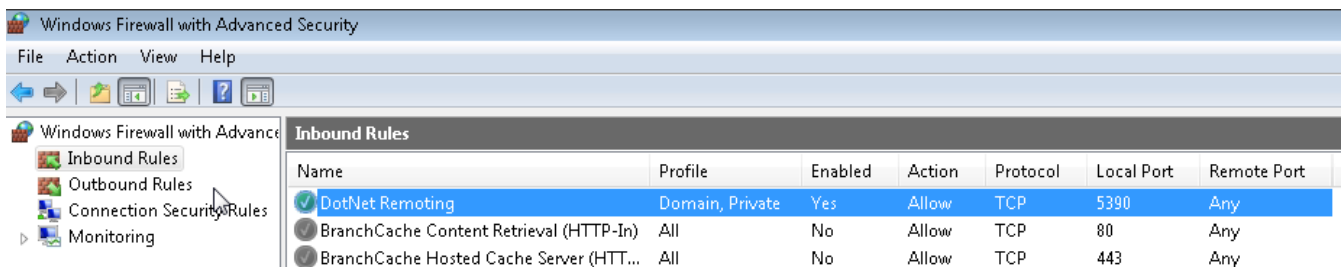 Windows Firewall with Advanced Security
File Action View Help
Windows Firewall with Advance
Inbound Rules
Outbound Rules
Connection Security Rules
Monitoring
Inbound Rules
Name Profile Enabled Action Protocol Local Port Remote Port
DotNet Remoting Domain, Private Yes Allow TCP 5390 Any
BranchCache Content Retrieval (HTTP-In) All No Allow TCP 80 Any
BranchCache Hosted Cache Server (HTT... All No Allow TCP 443 Any